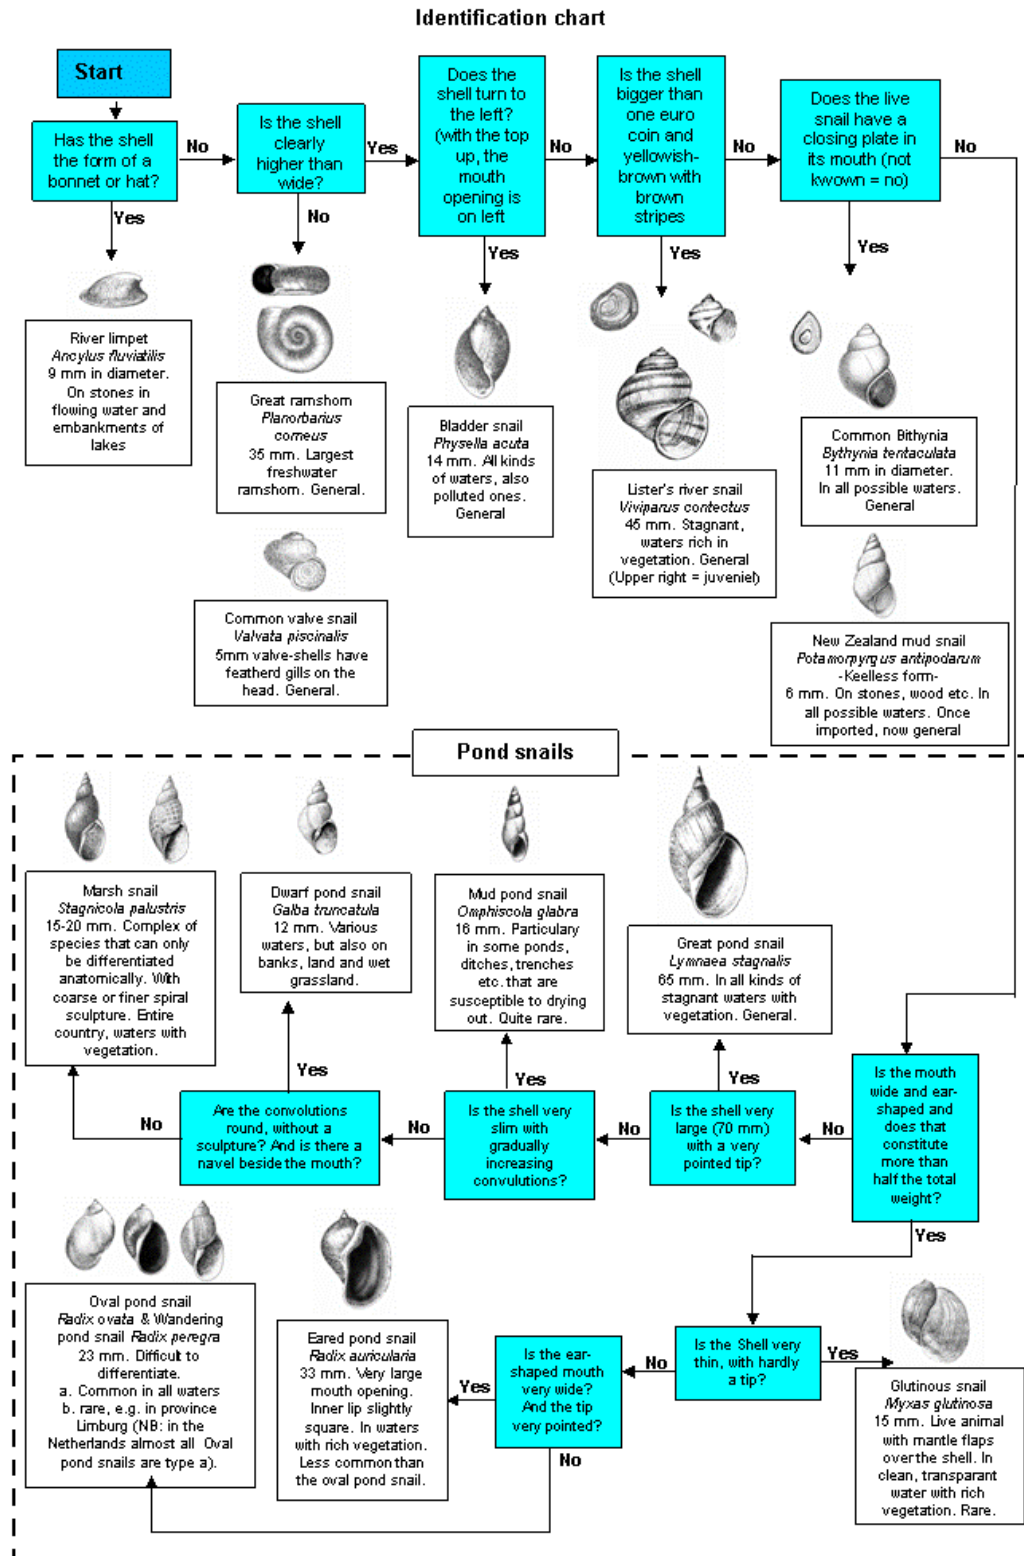 Identification chart
Start
Has the shell
the form of a
bonnet or hat?
No
Yes
Is the shell
clearly
higher than
wide?
Yes
No
Does the
shell turn to
the left?
(with the top
up, the
mouth
opening is
on left
No
Yes
Is the shell
bigger than
one euro
coin and
yellowish-
brown with
brown
stripes
No
Yes
Does the live
snail have a
closing plate in
its mouth (not
kwown = no)
No
Yes
River limpet
Ancylus fluviatilis
9 mm in diameter.
On stones in
flowing water and
embankments of
lakes
Great ramshorn
Planorbarius
corneus
35 mm. Largest
freshwater
ramshorn. General.
Common valve snail
Valvata piscinalis
5mm valve-shells have
featherd gills on the
head. General.
Bladder snail
Physella acuta
14 mm. All kinds
of waters, also
polluted ones.
General
Lister's river snail
Viviparus contectus
45 mm. Stagnant,
waters rich in
vegetation. General
(Upper right = juveniel)
Common Bithynia
Bythynia tentaculata
11 mm in diameter.
In all possible waters.
General
New Zealand mud snail
Potamorpyrgus antipodarum
-Keelless form-
6 mm. On stones, wood etc. In
all possible waters. Once
imported, now general
Pond snails
Marsh snail
Stagnicola palustris
15-20 mm. Complex of
species that can only
be differentiated
anatomically. With
coarse or finer spiral
sculpture. Entire
country, waters with
vegetation.
Dwarf pond snail
Galba truncatula
12 mm. Various
waters, but also on
banks, land and wet
grassland.
Mud pond snail
Omphiscola glabra
16 mm. Particulary
in some ponds,
ditches, trenches
etc. that are
susceptible to drying
out. Quite rare.
Great pond snail
Lymnaea stagnalis
65 mm. In all kinds of
stagnant waters with
vegetation. General.
Is the mouth
wide and ear-
shaped and
does that
constitute
more than
half the total
weight?
No
Yes
Is the shell very
large (70 mm)
with a very
pointed tip?
Yes
No
Is the shell very
slim with
gradually
increasing
convulutions?
Yes
No
Are the convolutions
round, without a
sculpture? And is there a
navel beside the mouth?
Yes
No
Is the Shell very
thin, with hardly
a tip?
Yes
No
Glutinous snail
Myxas glutinosa
15 mm. Live animal
with mantle flaps
over the shell. In
clean, transparant
water with rich
vegetation. Rare.
Is the ear-
shaped mouth
very wide?
And the tip
very pointed?
Yes
No
Eared pond snail
Radix auricularia
33 mm. Very large
mouth opening.
Inner lip slightly
square. In waters
with rich vegetation.
Less common than
the oval pond snail.
Oval pond snail
Radix ovata & Wandering
pond snail Radix peregra
23 mm. Difficult to
differentiate.
a. Common in all waters
b. rare, e.g. in province
Limburg (NB: in the
Netherlands almost all Oval
pond snails are type a).